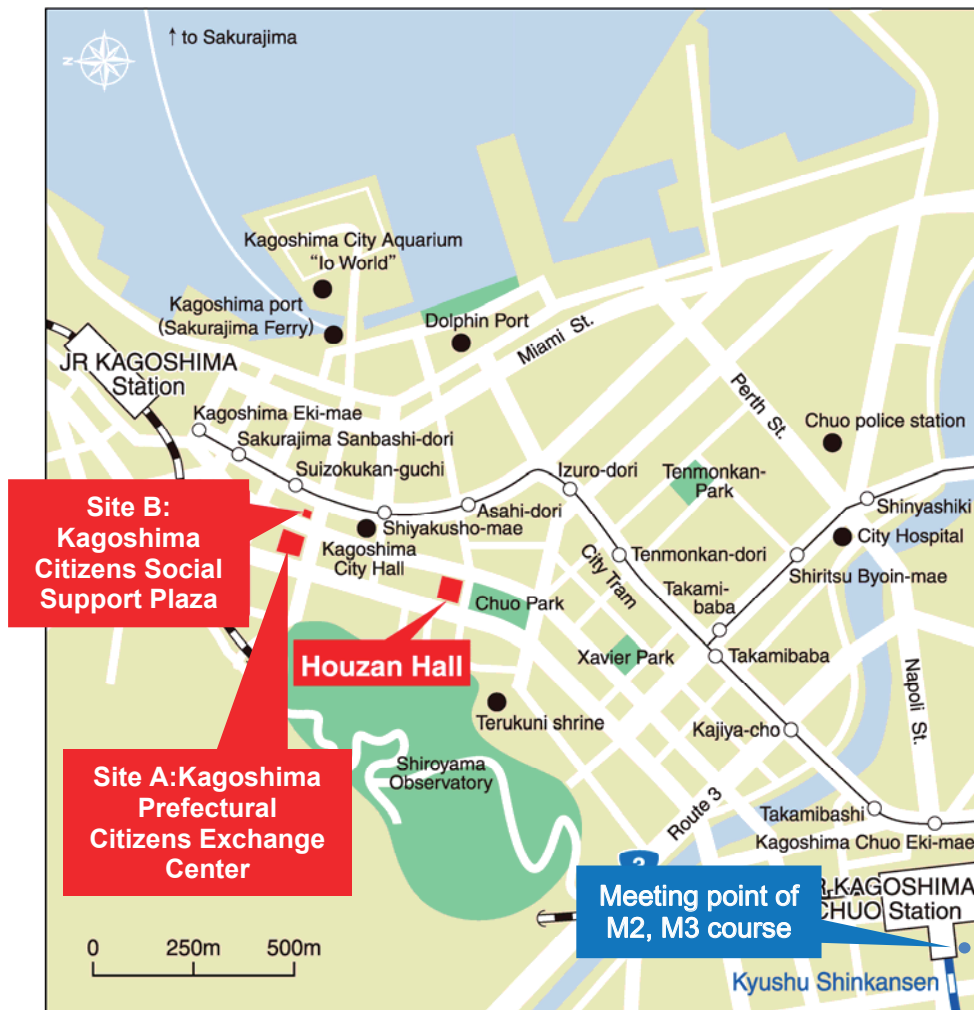 ↑ to Sakurajima
N
Kagoshima City Aquarium
"Io World"
Kagoshima port
(Sakurajima Ferry)
Dolphin Port
Miami St.
JR KAGOSHIMA
Station
Perth St.
Kagoshima Eki-mae
Chuo police station
Sakurajima Sanbashi-dori
Suizokukan-guchi
Izuro-dori
Tenmonkan-
Park
Asahi-dori
Shinyashiki
Site B:
Kagoshima
Citizens Social
Support Plaza
Shiyakusho-mae
Kagoshima
City Hall
City Hospital
Tenmonkan-dori
City Tram
Shiritsu Byoin-mae
Takami-
baba
Chuo Park
Houzan Hall
Xavier Park
Takamibaba
Napoli St.
Terukuni shrine
Kajiya-cho
Shiroyama
Observatory
Site A:Kagoshima
Prefectural
Citizens Exchange
Center
Route 3
Takamibashi
Kagoshima Chuo Eki-mae
Meeting point of
M2, M3 course
KAGOSHIMA
CHUO Station
0 250m 500m
Kyushu Shinkansen